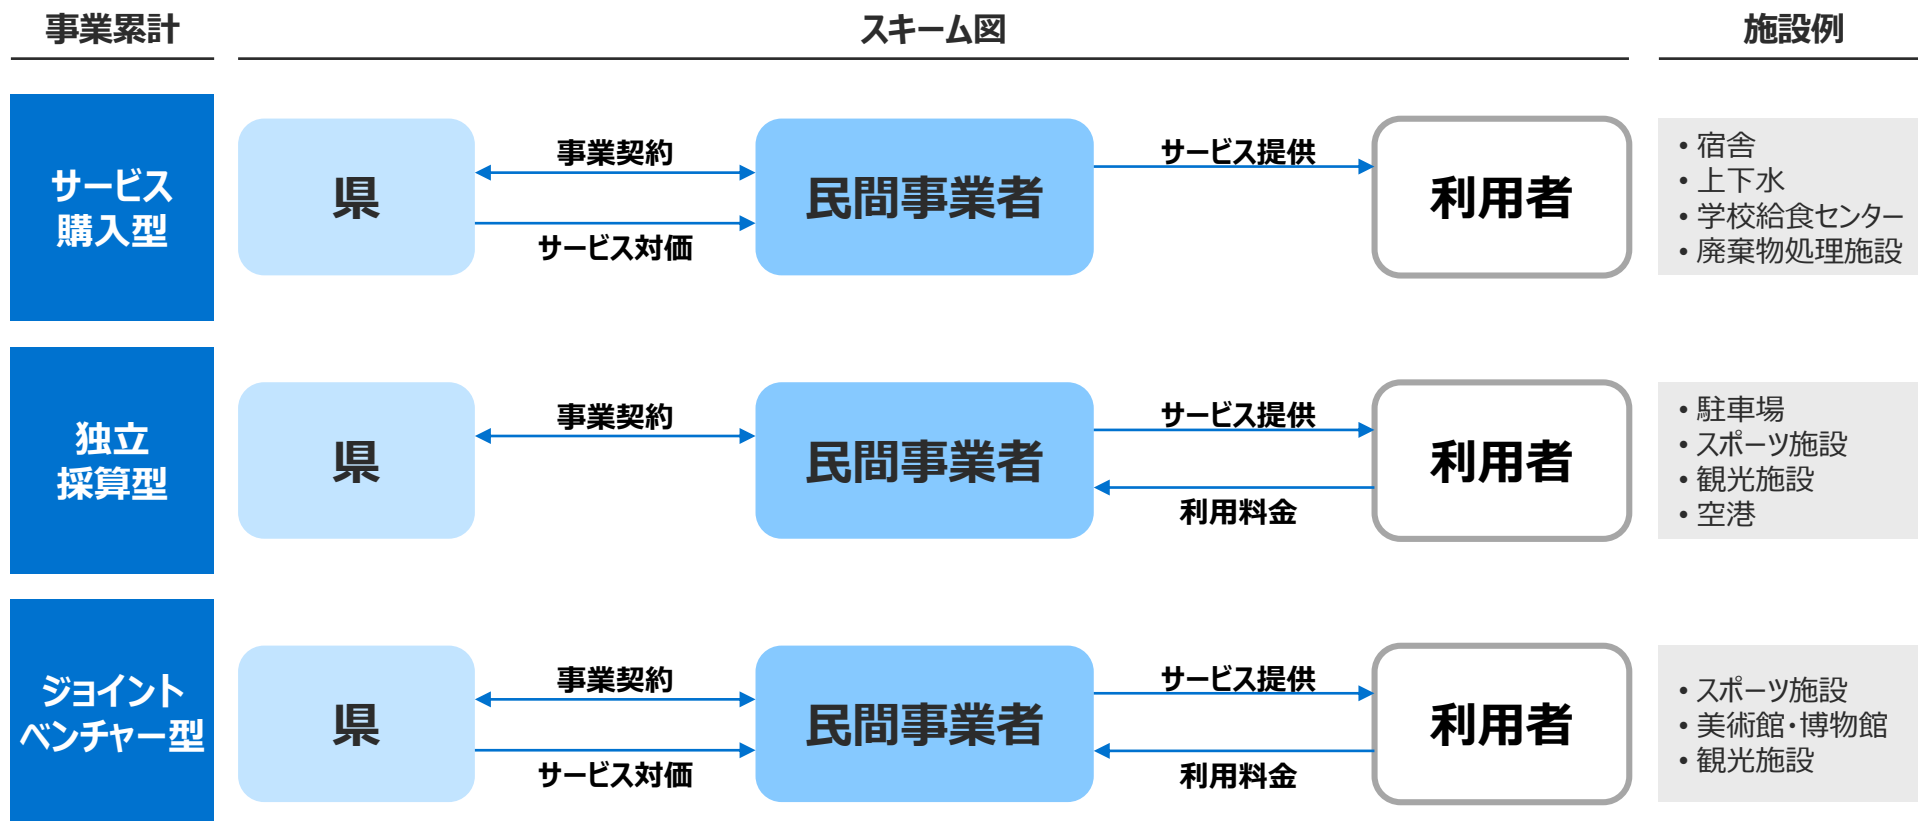 事業累計
スキーム図
施設例
サービス
購入型
県
事業契約
サービス対価
民間事業者
サービス提供
利用者
• 宿舎
• 上下水
• 学校給食センター
• 廃棄物処理施設
独立
採算型
県
事業契約
民間事業者
サービス提供
利用料金
利用者
• 駐車場
• スポーツ施設
• 観光施設
• 空港
ジョイント
ベンチャー型
県
事業契約
サービス対価
民間事業者
サービス提供
利用料金
利用者
• スポーツ施設
• 美術館・博物館
• 観光施設